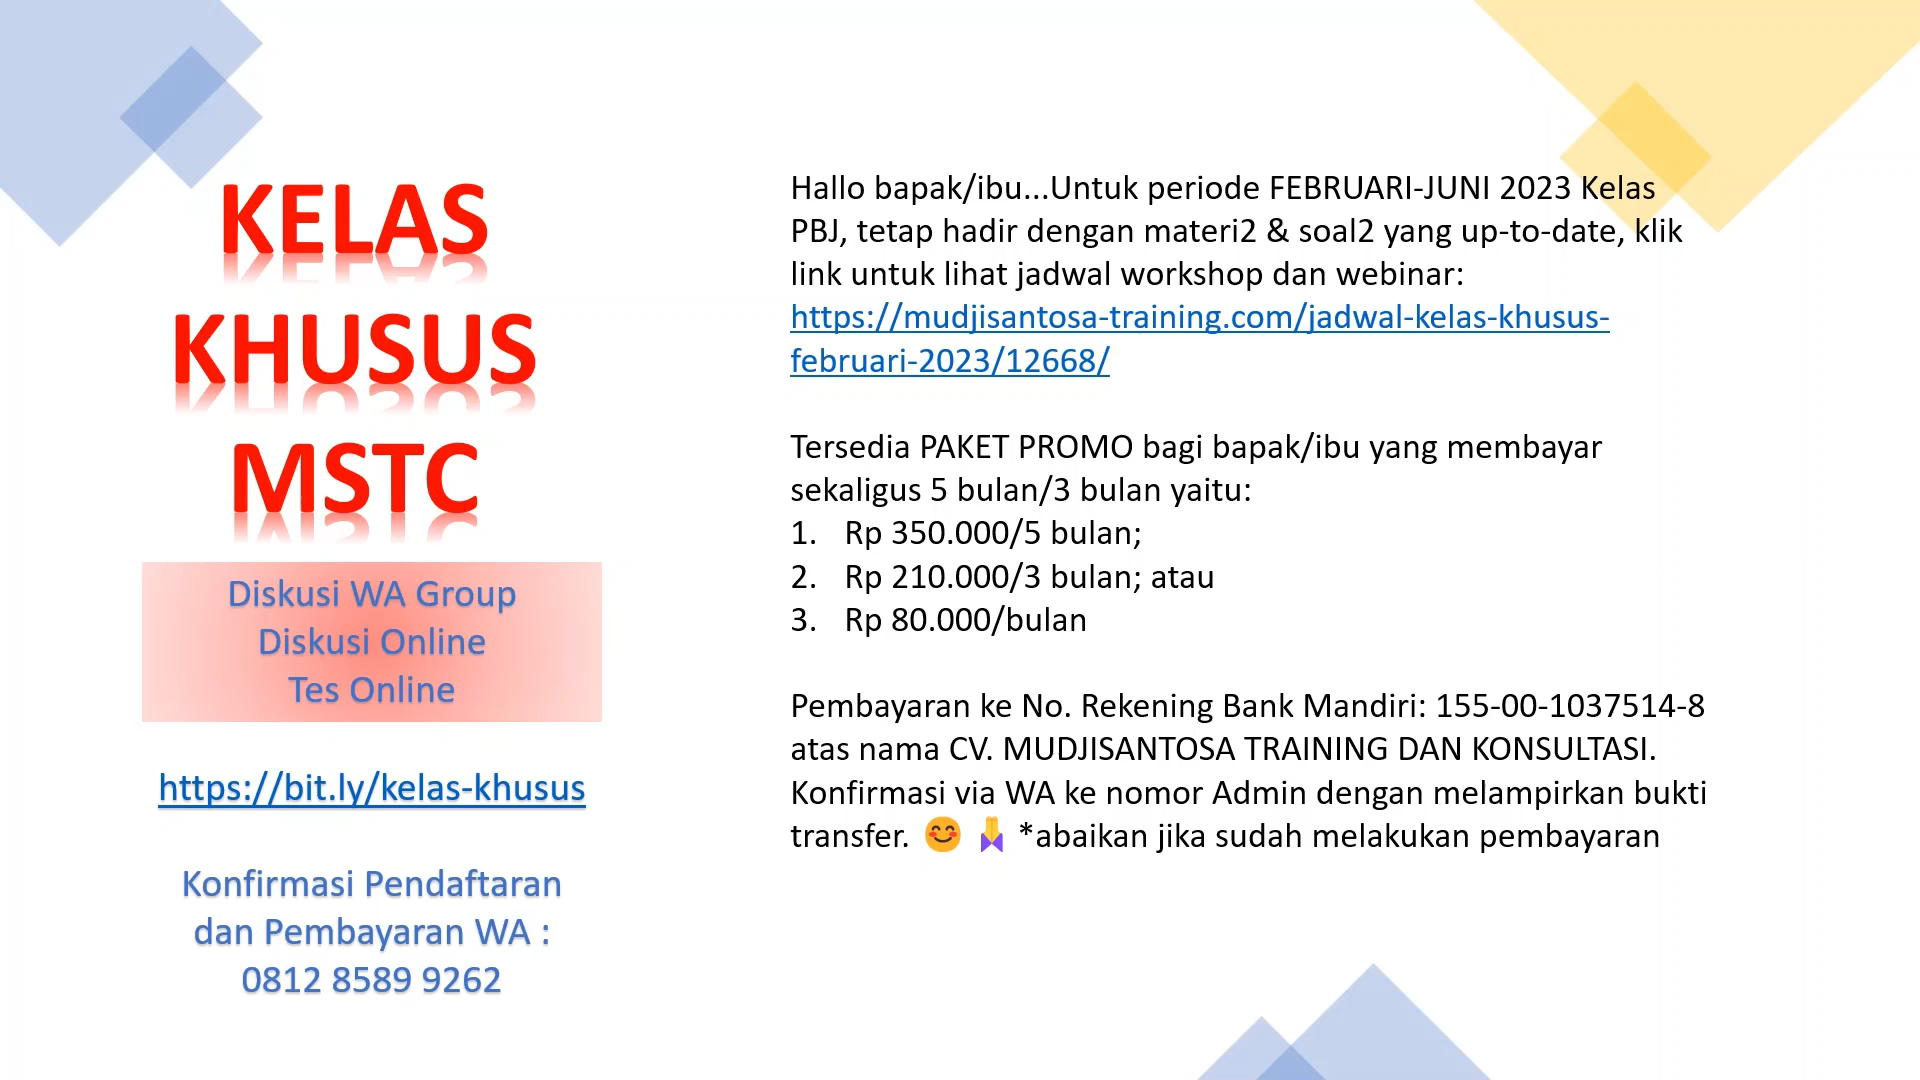 KELAS
KHUSUS
MSTC
Diskusi WA Group
Diskusi Online
Tes Online
https://bit.ly/kelas-khusus
Konfirmasi Pendaftaran
dan Pembayaran WA :
0812 8589 9262
Hallo bapak/ibu...Untuk periode FEBRUARI-JUNI 2023 Kelas
PBJ, tetap hadir dengan materi2 & soal2 yang up-to-date, klik
link untuk lihat jadwal workshop dan webinar:
https://mudjisantosa-training.com/jadwal-kelas-khusus-
februari-2023/12668/
Tersedia PAKET PROMO bagi bapak/ibu yang membayar
sekaligus 5 bulan/3 bulan yaitu:
1. Rp 350.000/5 bulan;
2. Rp 210.000/3 bulan; atau
3. Rp 80.000/bulan
Pembayaran ke No. Rekening Bank Mandiri: 155-00-1037514-8
atas nama CV. MUDJISANTOSA TRAINING DAN KONSULTASI.
Konfirmasi via WA ke nomor Admin dengan melampirkan bukti
transfer. 😊 🙏 *abaikan jika sudah melakukan pembayaran